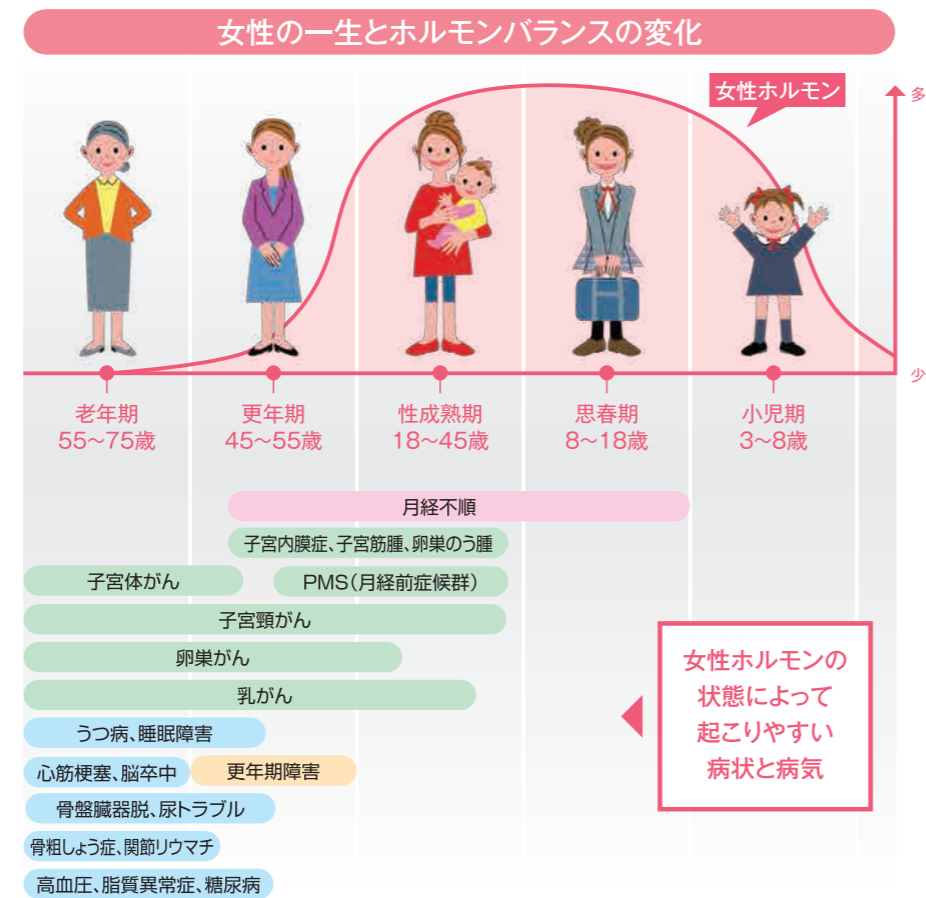 女性の一生とホルモンバランスの変化
女性ホルモン
多
少
老年期
55〜75歳
更年期
45〜55歳
性成熟期
18〜45歳
思春期
8〜18歳
小児期
3〜8歳
月経不順
子宮内膜症、子宮筋腫、卵巣のう腫
子宮体がん
PMS（月経前症候群）
子宮頸がん
卵巣がん
乳がん
うつ病、睡眠障害
心筋梗塞、脳卒中
更年期障害
骨盤臓器脱、尿トラブル
骨粗しょう症、関節リウマチ
高血圧、脂質異常症、糖尿病
女性ホルモンの
状態によって
起こりやすい
病状と病気